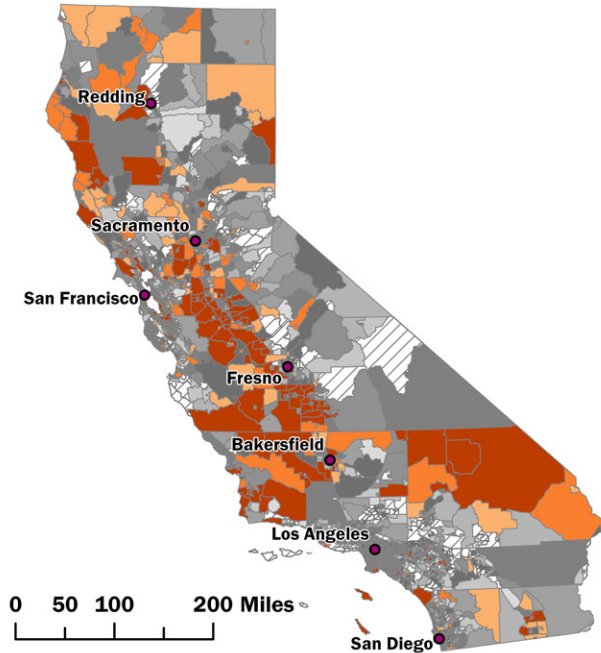 Redding
Sacramento
San Francisco
Fresno
Bakersfield
Los Angeles
0 50 100 200 Miles
San Diego